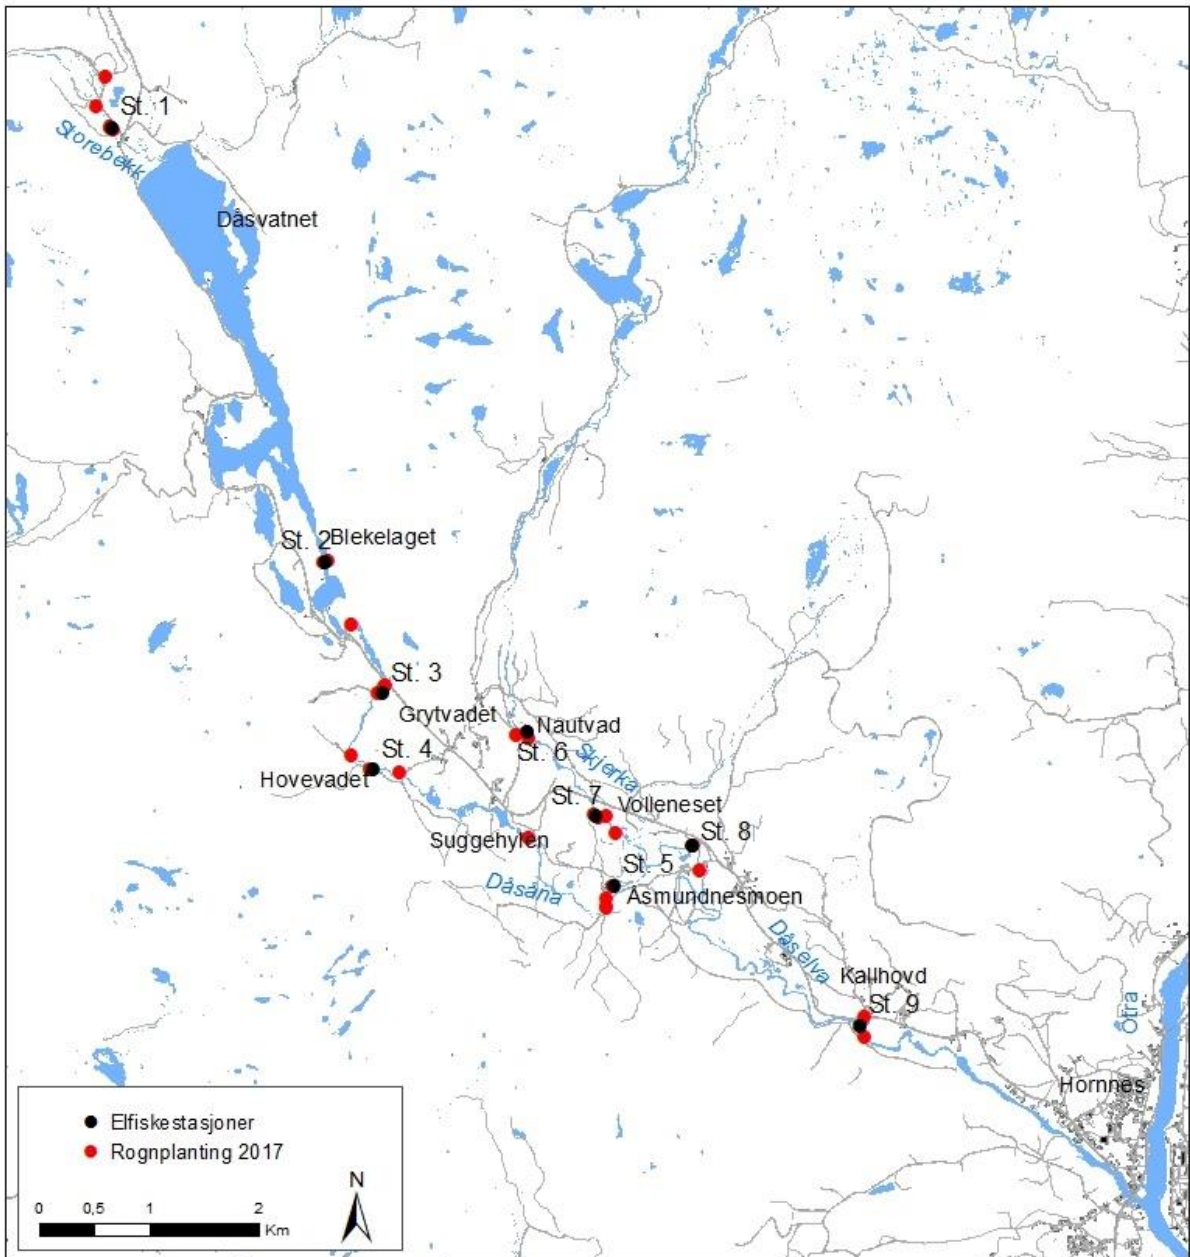 St. 1
Storebekk
Dåsvatnet
St. 2
Blekelaget
St. 3
Grytvadet
Nautvad
St. 4
St. 6
Hovevadet
Skjerka
St. 7
Volleneset
Suggehylen
St. 8
St. 5
Dåsåna
Åsmundnesmoen
Dåselva
Kallhovd
St. 9
Otra
Hornnes
Elfiskestasjoner
Rognplanting 2017
N
0 0,5 1 2
Km